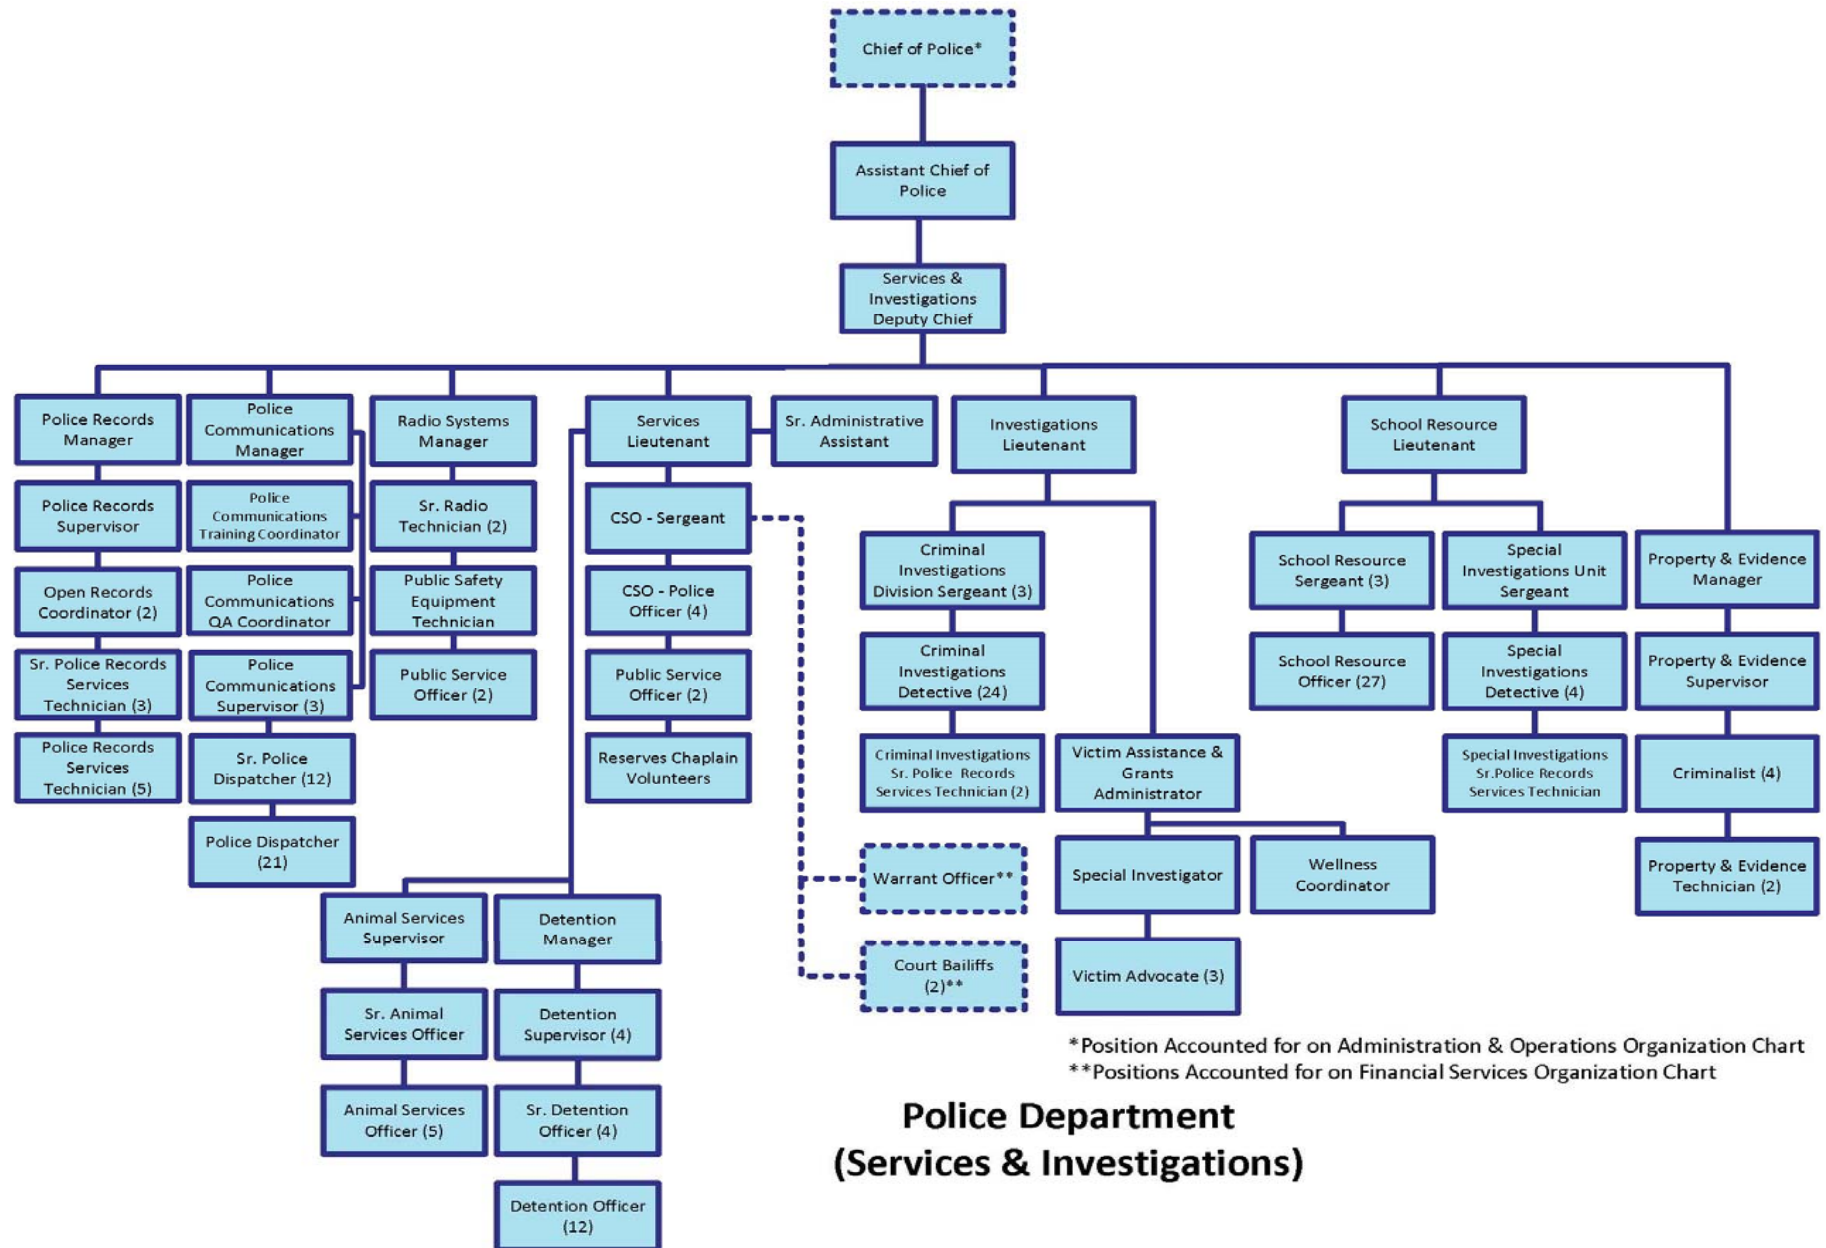 Chief of Police*
Assistant Chief of
Police
Services &
Investigations
Deputy Chief
Police Records
Manager
Police
Communications
Manager
Radio Systems
Manager
Services
Lieutenant
Sr. Administrative
Assistant
Investigations
Lieutenant
School Resource
Lieutenant
Police Records
Supervisor
Police
Communications
Training Coordinator
Sr. Radio
Technician (2)
CSO - Sergeant
Criminal
Investigations
Division Sergeant (3)
School Resource
Sergeant (3)
Special
Investigations Unit
Sergeant
Property & Evidence
Manager
Open Records
Coordinator (2)
Police
Communications
QA Coordinator
Public Safety
Equipment
Technician
CSO - Police
Officer (4)
Criminal
Investigations
Detective (24)
School Resource
Officer (27)
Special
Investigations
Detective (4)
Property & Evidence
Supervisor
Sr. Police Records
Services
Technician (3)
Police
Communications
Supervisor (3)
Public Service
Officer (2)
Public Service
Officer (2)
Police Records
Services
Technician (5)
Sr. Police
Dispatcher (12)
Reserves Chaplain
Volunteers
Criminal Investigations
Sr. Police Records
Services Technician (2)
Victim Assistance &
Grants
Administrator
Special Investigations
Sr.Police Records
Services Technician
Criminalist (4)
Police Dispatcher
(21)
Warrant Officer**
Special Investigator
Wellness
Coordinator
Property & Evidence
Technician (2)
Animal Services
Supervisor
Detention
Manager
Court Bailiffs
(2)**
Victim Advocate (3)
Sr. Animal
Services Officer
Detention
Supervisor (4)
*Position Accounted for on Administration & Operations Organization Chart
**Positions Accounted for on Financial Services Organization Chart
Animal Services
Officer (5)
Sr. Detention
Officer (4)
Police Department
(Services & Investigations)
Detention Officer
(12)